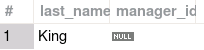 # last_name manager_id
1 King NULL